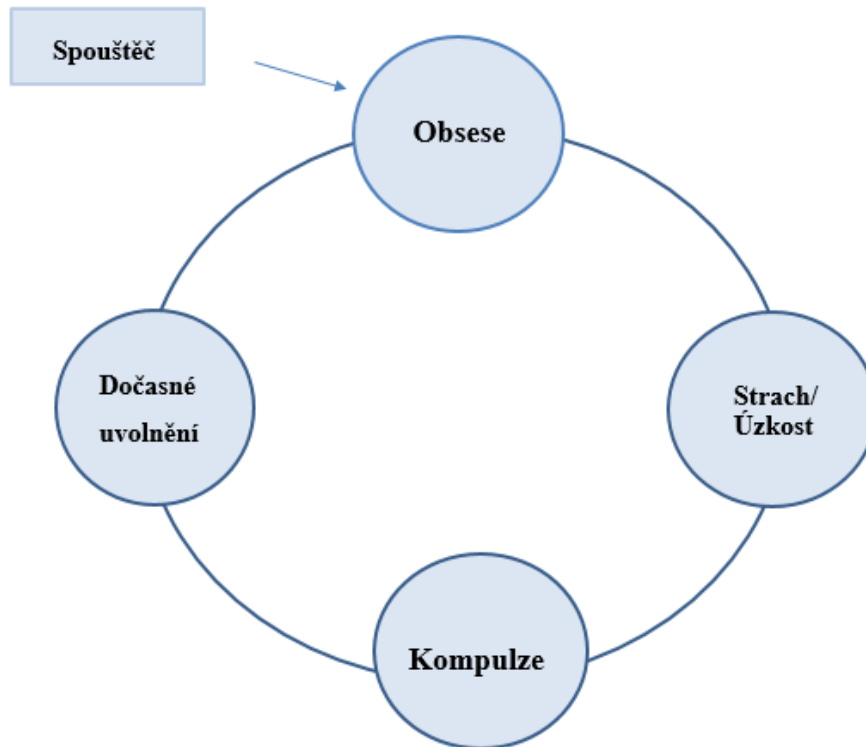 Spouštěč
Obsese
Strach/
Úzkost
Kompulze
Dočasné
uvolnění